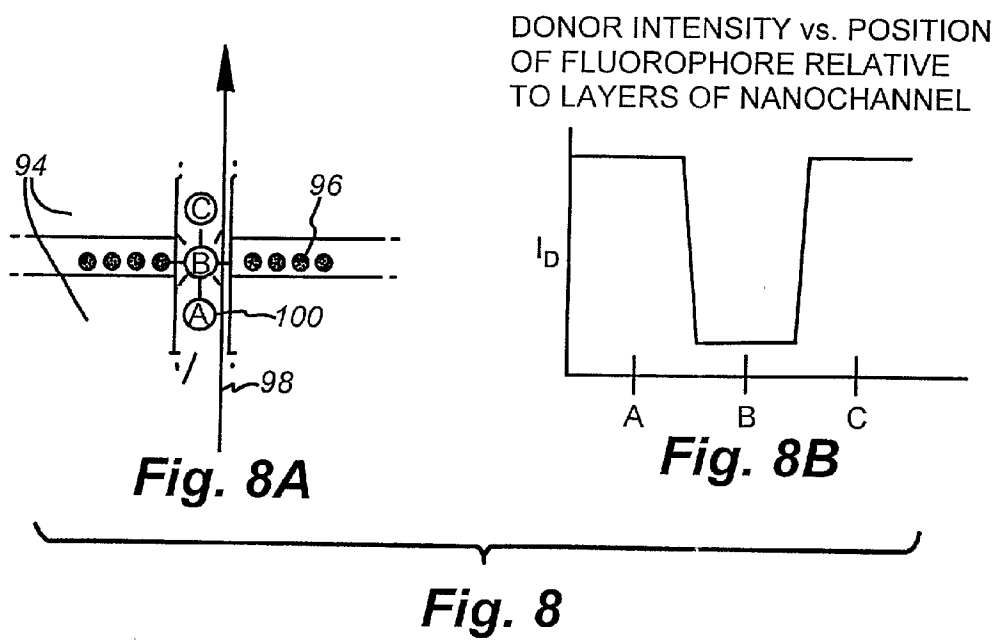 DONOR INTENSITY vs. POSITION
OF FLUOROPHORE RELATIVE
TO LAYERS OF NANOCHANNEL
94
96
C
B
A
100
98
I_D
A
B
C
Fig. 8A
Fig. 8B
Fig. 8